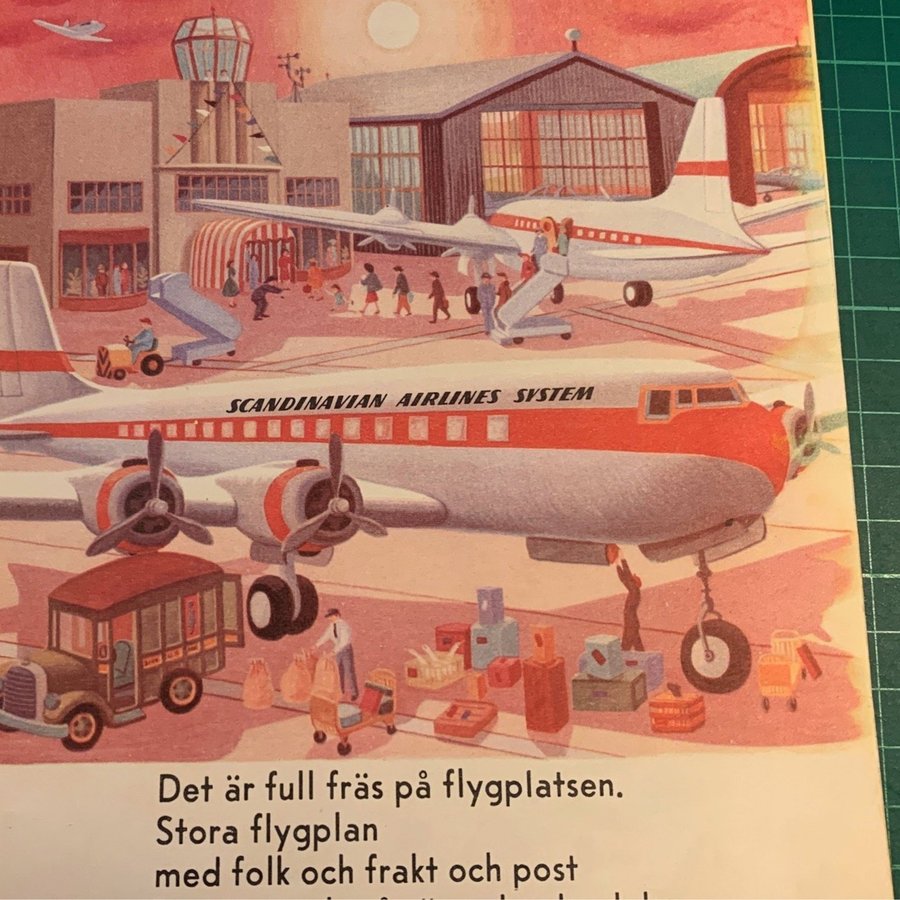 SCANDINAVIAN AIRLINES SYSTEM
Det är full fräs på flygplatsen.
Stora flygplan
med folk och frakt och post